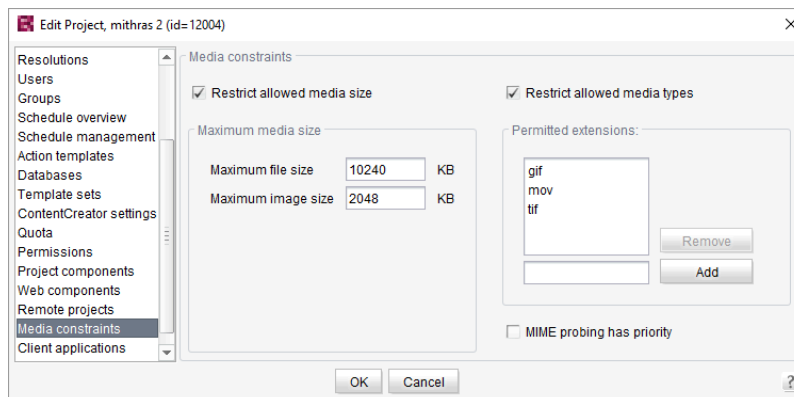 Edit Project, mithras 2 (id=12004)
Resolutions
Users
Groups
Schedule overview
Schedule management
Action templates
Databases
Template sets
ContentCreator settings
Quota
Permissions
Project components
Web components
Remote projects
Media constraints
Client applications
Media constraints
Restrict allowed media size
Restrict allowed media types
Maximum media size
Maximum file size 10240 KB
Maximum image size 2048 KB
Permitted extensions:
gif
mov
tif
Remove
Add
MIME probing has priority
OK Cancel
?